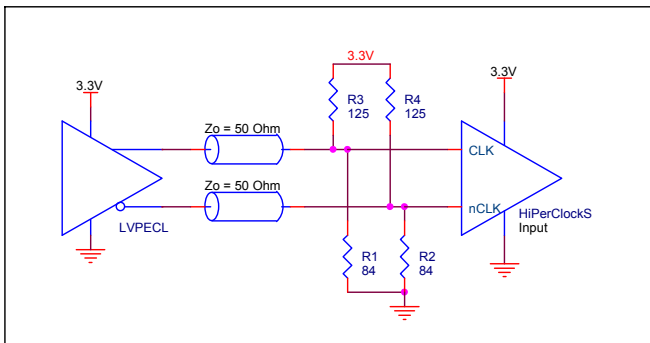 3.3V
3.3V
3.3V
R3
125
R4
125
Zo = 50 Ohm
CLK
Zo = 50 Ohm
nCLK
HiPerClockS
Input
LVPECL
R1
84
R2
84